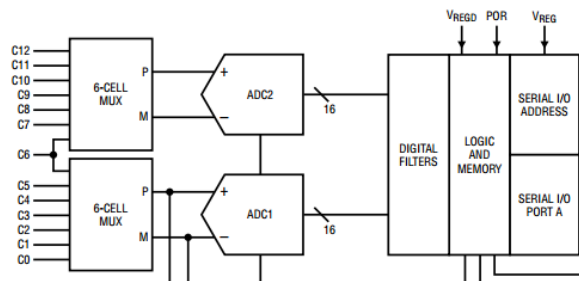 VREGD POR VREG
C12
C11
C10
C9
C8
C7
C6
C5
C4
C3
C2
C1
C0
6-CELL
MUX
P
M
6-CELL
MUX
P
M
+
−
ADC2
+
−
ADC1
16
16
DIGITAL
FILTERS
LOGIC
AND
MEMORY
SERIAL I/O
ADDRESS
SERIAL I/O
PORT A